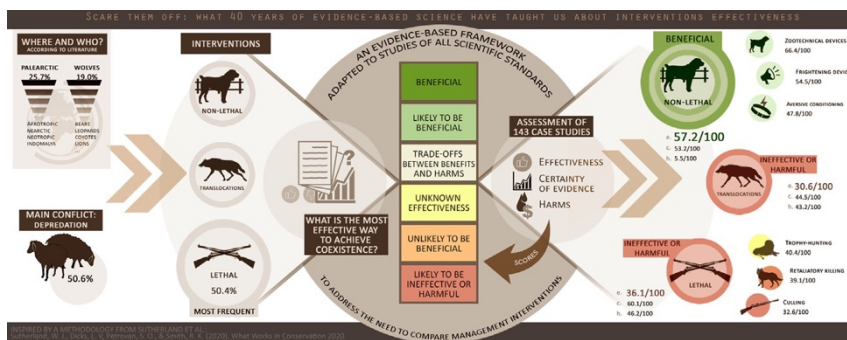 SCARE THEM OFF: WHAT 40 YEARS OF EVIDENCE-BASED SCIENCE HAVE TAUGHT US ABOUT INTERVENTIONS EFFECTIVENESS
WHERE AND WHO?
ACCORDING TO LITERATURE
PALEARCTIC
25.7%
WOLVES
19.0%
AFROTROPIC
NEARCTIC
NEOTROPIC
INDOMALYA
BEARS
LEOPARDS
COYOTES
LIONS
MAIN CONFLICT:
DEPREDATION
50.6%
INTERVENTIONS
NON-LETHAL
TRANSLOCATIONS
LETHAL
50.4%
MOST FREQUENT
WHAT IS THE MOST
EFFECTIVE WAY
TO ACHIEVE
COEXISTENCE?
AN EVIDENCE-BASED FRAMEWORK
ADAPTED TO STUDIES OF ALL SCIENTIFIC STANDARDS
BENEFICIAL
LIKELY TO BE
BENEFICIAL
TRADE-OFFS
BETWEEN BENEFITS
AND HARMS
UNKNOWN
EFFECTIVENESS
UNLIKELY TO BE
BENEFICIAL
LIKELY TO BE
INEFFECTIVE OR
HARMFUL
TO ADDRESS THE NEED TO COMPARE MANAGEMENT INTERVENTIONS
ASSESSMENT OF
143 CASE STUDIES
EFFECTIVENESS
CERTAINTY
OF EVIDENCE
HARMS
SCORES
BENEFICIAL
NON-LETHAL
e. 57.2/100
c. 53.2/100
h. 5.5/100
ZOOTECHNICAL DEVICES
66.4/100
FRIGHTENING DEVICE
54.5/100
AVERSIVE CONDITIONING
47.8/100
INEFFECTIVE OR
HARMFUL
TRANSLOCATIONS
e. 30.6/100
c. 44.5/100
h. 43.2/100
INEFFECTIVE OR
HARMFUL
LETHAL
e. 36.1/100
c. 60.1/100
h. 46.2/100
TROPHY-HUNTING
40.4/100
RETALIATORY KILLING
39.1/100
CULLING
32.6/100
INSPIRED BY A METHODOLOGY FROM SUTHERLAND ET AL.:
Sutherland, W. J., Dicks, L. V, Petrovan, S. O., & Smith, R. K. (2020). What Works in Conservation 2020.